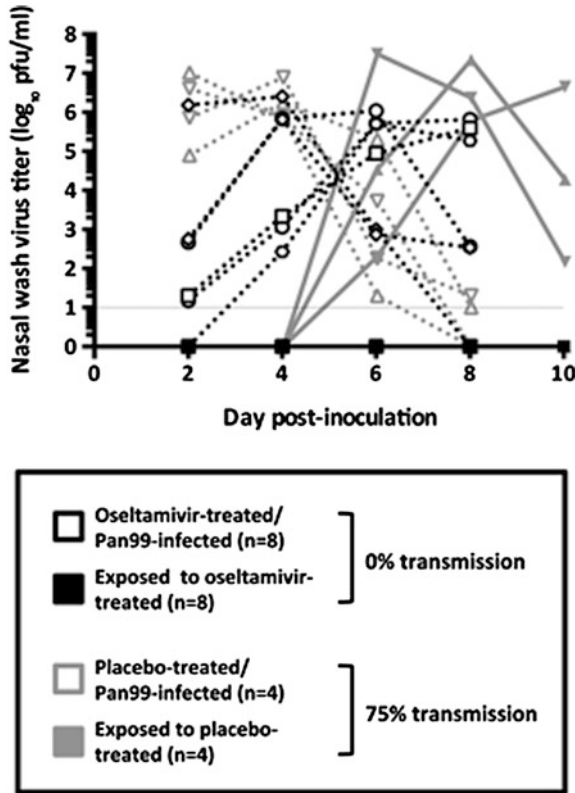 Nasal wash virus titer (log₁₀ pfu/ml)
8
7
6
5
4
3
2
1
0
0 2 4 6 8 10
Day post-inoculation
Oseltamivir-treated/
Pan99-infected (n=8)
Exposed to oseltamivir-
treated (n=8)
0% transmission
Placebo-treated/
Pan99-infected (n=4)
Exposed to placebo-
treated (n=4)
75% transmission